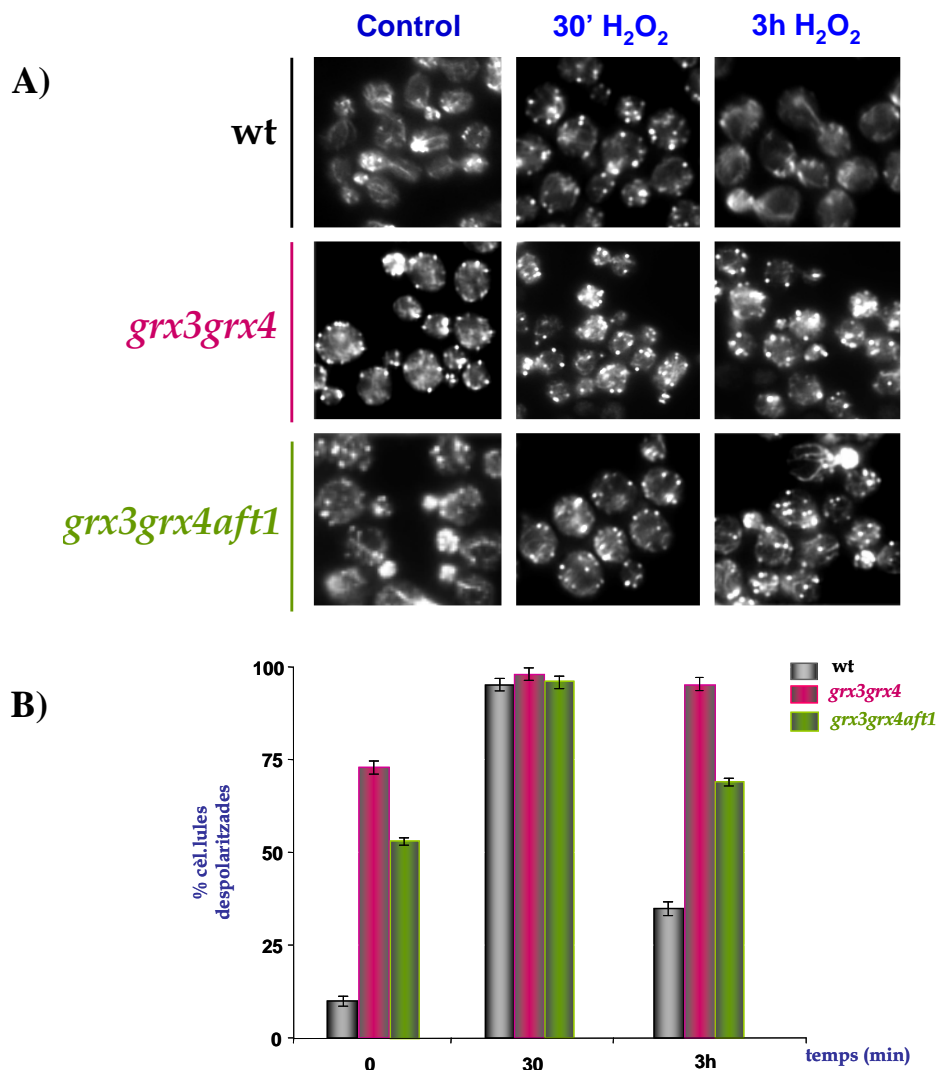 Control 30' H2O2 3h H2O2
A)
wt
grx3grx4
grx3grx4aft1
B)
100
75
50
25
0
% cèl.lules
despolaritzades
wt
grx3grx4
grx3grx4aft1
0 30 3h
temps (min)